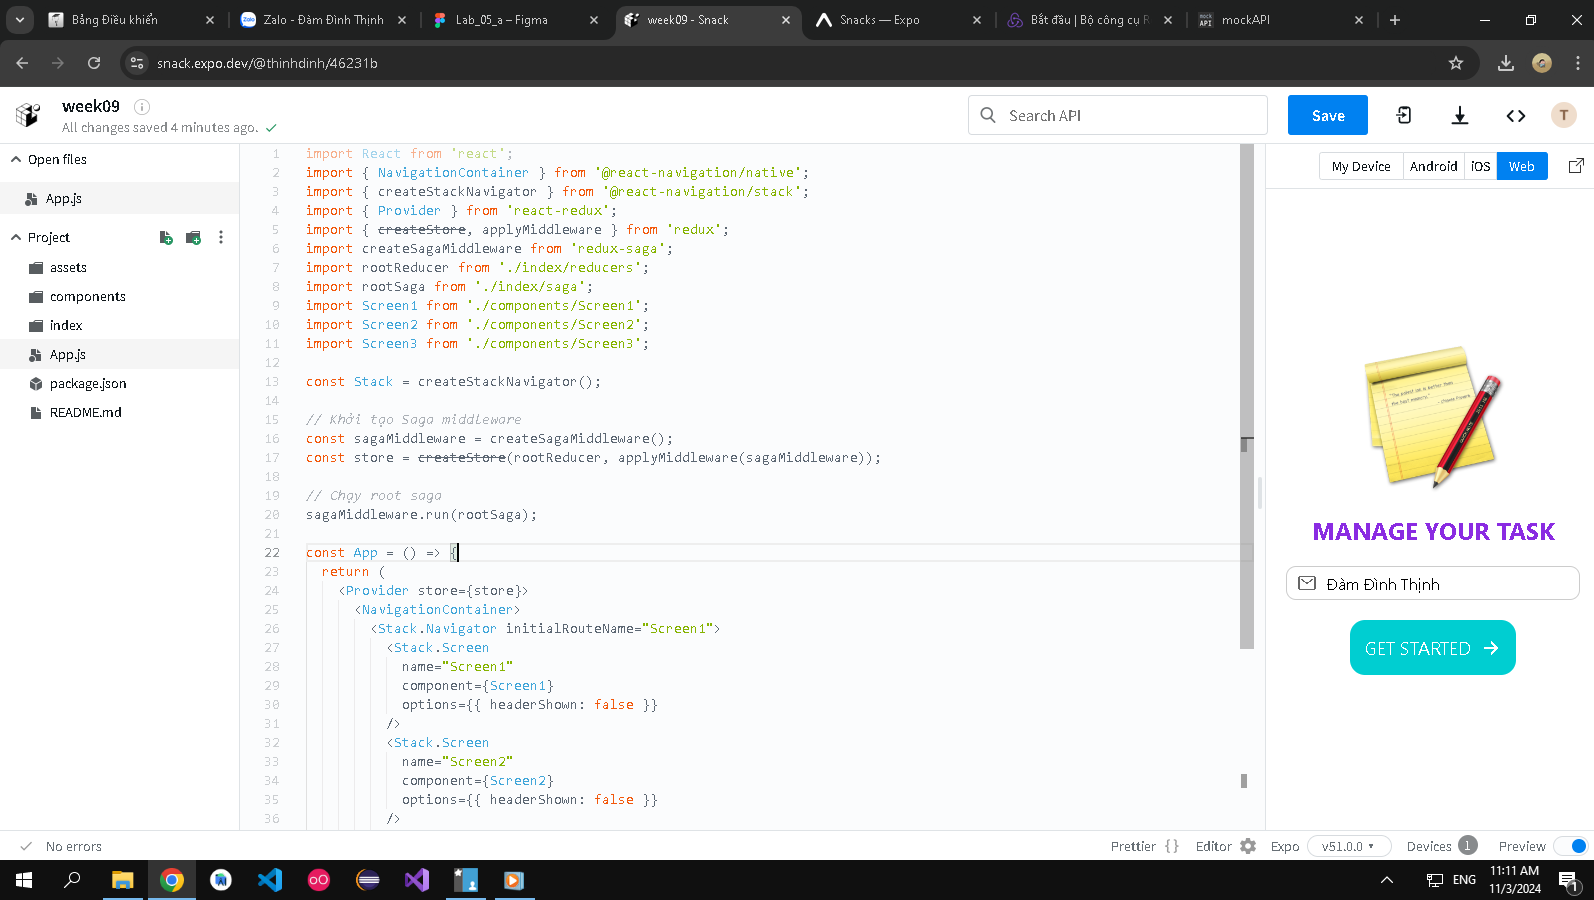 Bảng Điều khiển
Zalo - Đàm Đình Thịnh
Lab_05_a – Figma
week09 - Snack
Snacks — Expo
Bắt đầu | Bộ công cụ R
mockAPI
snack.expo.dev/@thinhdinh/46231b
week09
All changes saved 4 minutes ago.
Search API
Save
T
Open files
App.js
Project
assets
components
index
App.js
package.json
README.md
1 import React from 'react';
2 import { NavigationContainer } from '@react-navigation/native';
3 import { createStackNavigator } from '@react-navigation/stack';
4 import { Provider } from 'react-redux';
5 import { createStore, applyMiddleware } from 'redux';
6 import createSagaMiddleware from 'redux-saga';
7 import rootReducer from './index/reducers';
8 import rootSaga from './index/saga';
9 import Screen1 from './components/Screen1';
10 import Screen2 from './components/Screen2';
11 import Screen3 from './components/Screen3';
12
13 const Stack = createStackNavigator();
14
15 // Khởi tạo Saga middleware
16 const sagaMiddleware = createSagaMiddleware();
17 const store = createStore(rootReducer, applyMiddleware(sagaMiddleware));
18
19 // Chạy root saga
20 sagaMiddleware.run(rootSaga);
21
22 const App = () => {
23 return (
24 <Provider store={store}>
25 <NavigationContainer>
26 <Stack.Navigator initialRouteName="Screen1">
27 <Stack.Screen
28 name="Screen1"
29 component={Screen1}
30 options={{ headerShown: false }}
31 />
32 <Stack.Screen
33 name="Screen2"
34 component={Screen2}
35 options={{ headerShown: false }}
36 />
My Device
Android
iOS
Web
MANAGE YOUR TASK
Đàm Đình Thịnh
GET STARTED
No errors
Prettier
Editor
Expo
v51.0.0
Devices
1
Preview
ENG
11:11 AM
11/3/2024
1